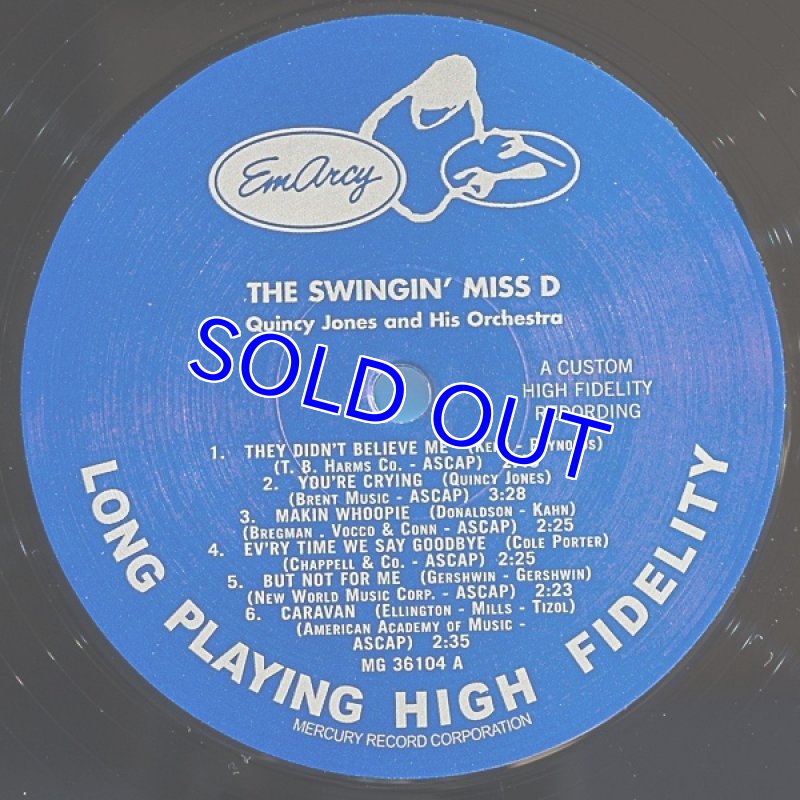 EmArcy
THE SWINGIN' MISS D
Quincy Jones and His Orchestra
SOLD OUT
A CUSTOM
HIGH FIDELITY
RECORDING
1. THEY DIDN'T BELIEVE ME (KERN - REYNOLDS)
(T. B. HARMS CO. - ASCAP)
2. YOU'RE CRYING (QUINCY JONES)
(BRENT MUSIC - ASCAP) 3:28
3. MAKIN WHOOPIE (DONALDSON - KAHN)
(BREGMAN . VOCCO & CONN - ASCAP) 2:25
4. EV'RY TIME WE SAY GOODBYE (COLE PORTER)
(CHAPPELL & CO. - ASCAP) 2:25
5. BUT NOT FOR ME (GERSHWIN - GERSHWIN)
(NEW WORLD MUSIC CORP. - ASCAP) 2:23
6. CARAVAN (ELLINGTON - MILLS - TIZOL)
(AMERICAN ACADEMY OF MUSIC -
ASCAP) 2:35
MG 36104 A
LONG PLAYING HIGH FIDELITY
MERCURY RECORD CORPORATION